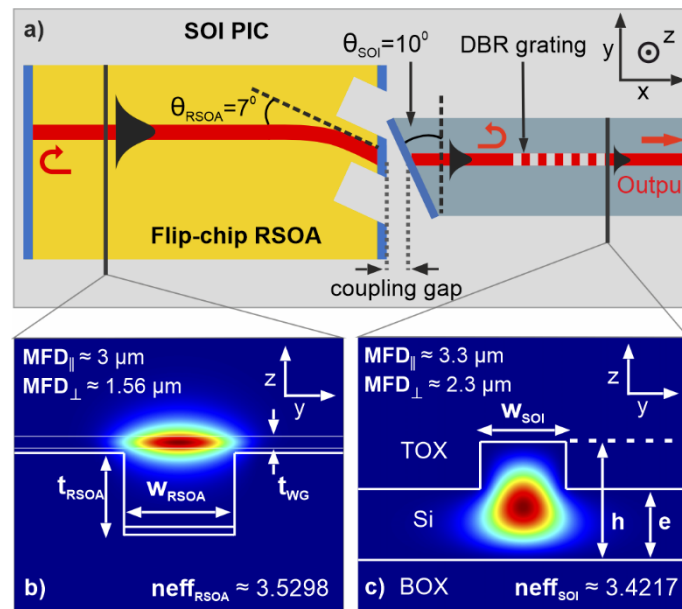 a)
SOI PIC
θSOI=10⁰
DBR grating
y
z
x
θRSOA=7⁰
Output
Flip-chip RSOA
coupling gap
MFD∥ ≈ 3 µm
MFD⊥ ≈ 1.56 µm
z
y
tRSOA
wRSOA
tWG
b)
neffRSOA ≈ 3.5298
MFD∥ ≈ 3.3 µm
MFD⊥ ≈ 2.3 µm
z
y
wSOI
TOX
Si
h
e
c)
BOX
neffSOI ≈ 3.4217